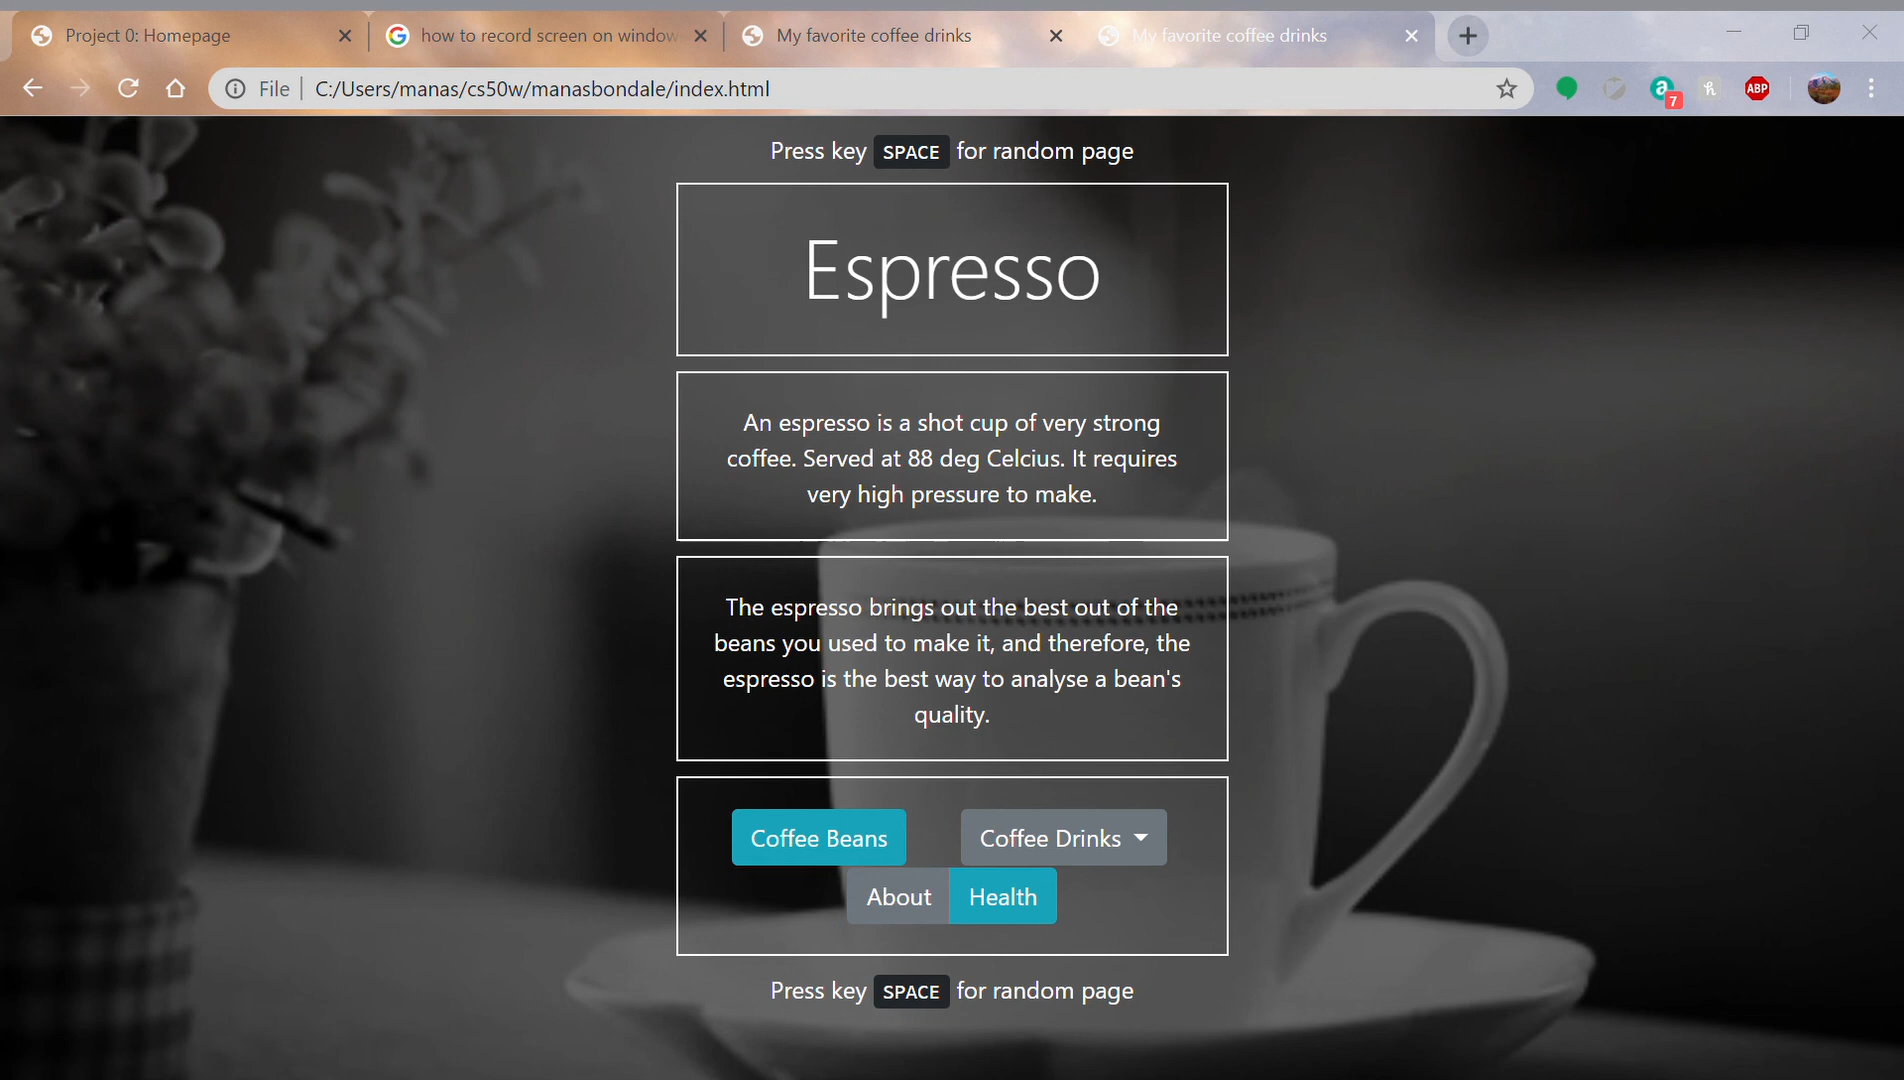 Project 0: Homepage
how to record screen on window
My favorite coffee drinks
My favorite coffee drinks
File
C:/Users/manas/cs50w/manasbondale/index.html
a
7
ABP
Press key SPACE for random page
Espresso
An espresso is a shot cup of very strong
coffee. Served at 88 deg Celcius. It requires
very high pressure to make.
The espresso brings out the best out of the
beans you used to make it, and therefore, the
espresso is the best way to analyse a bean's
quality.
Coffee Beans
Coffee Drinks
About
Health
Press key SPACE for random page